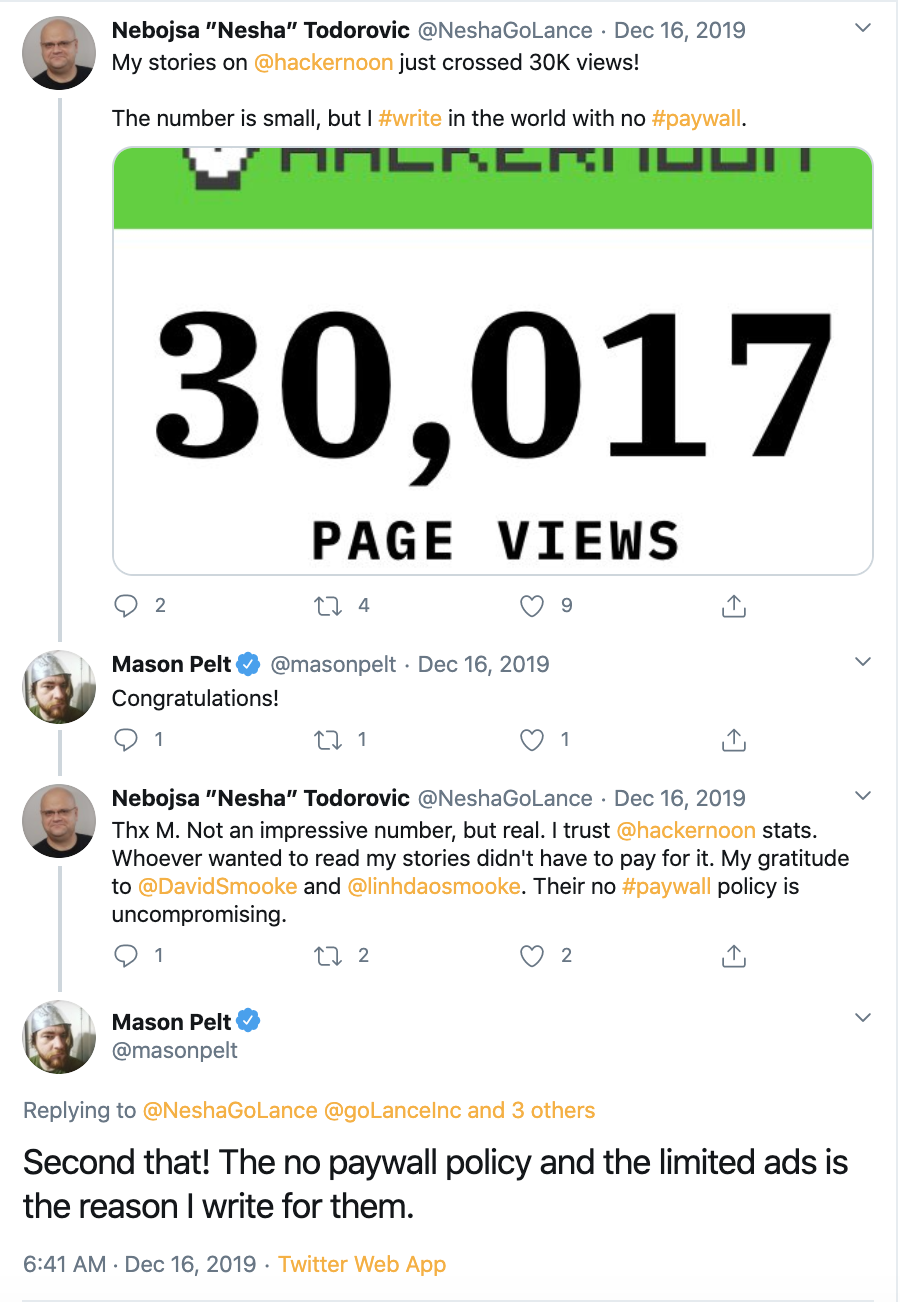 Nebojsa "Nesha" Todorovic @NeshaGoLance · Dec 16, 2019
My stories on @hackernoon just crossed 30K views!
The number is small, but I #write in the world with no #paywall.
HACKERNOON
30,017
PAGE VIEWS
2 4 9
Mason Pelt @masonpelt · Dec 16, 2019
Congratulations!
1 1 1
Nebojsa "Nesha" Todorovic @NeshaGoLance · Dec 16, 2019
Thx M. Not an impressive number, but real. I trust @hackernoon stats.
Whoever wanted to read my stories didn't have to pay for it. My gratitude
to @DavidSmooke and @linhdaosmooke. Their no #paywall policy is
uncompromising.
1 2 2
Mason Pelt
@masonpelt
Replying to @NeshaGoLance @goLanceInc and 3 others
Second that! The no paywall policy and the limited ads is
the reason I write for them.
6:41 AM · Dec 16, 2019 · Twitter Web App